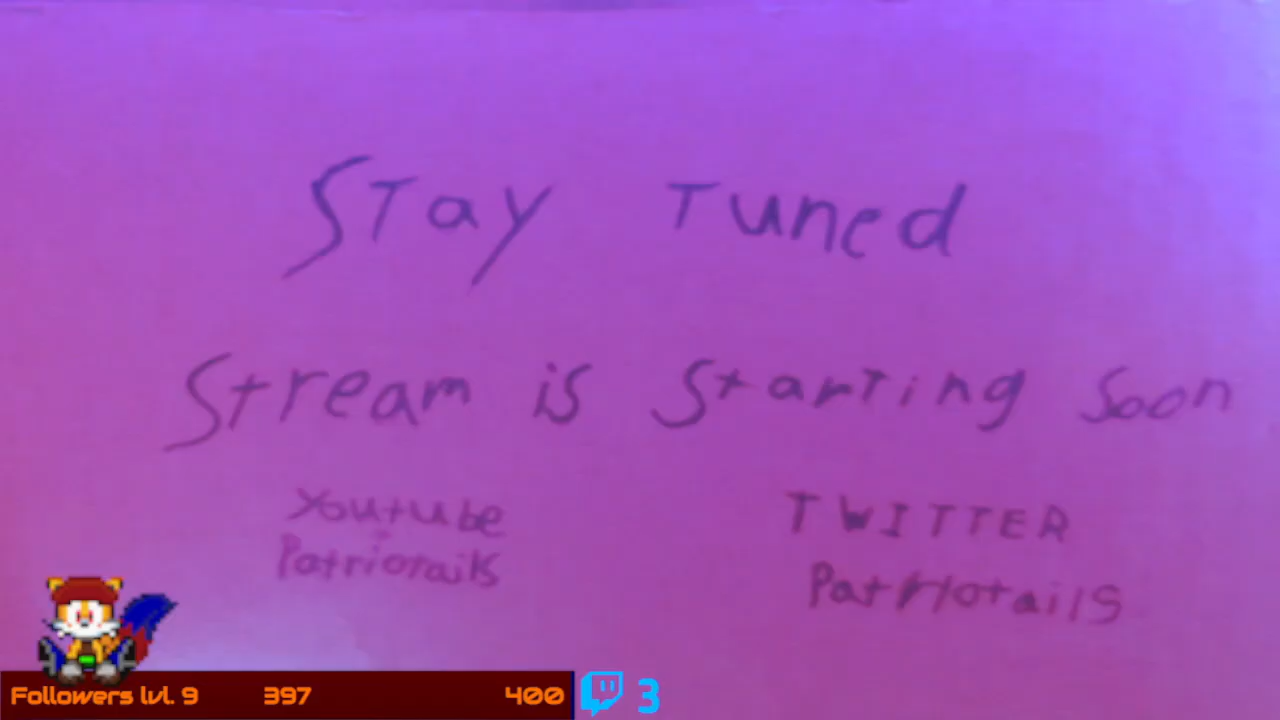 Stay Tuned
Stream is Starting Soon
Youtube
Patriotails
TWITTER
Patriotails
Followers lvl. 9 397 400
3